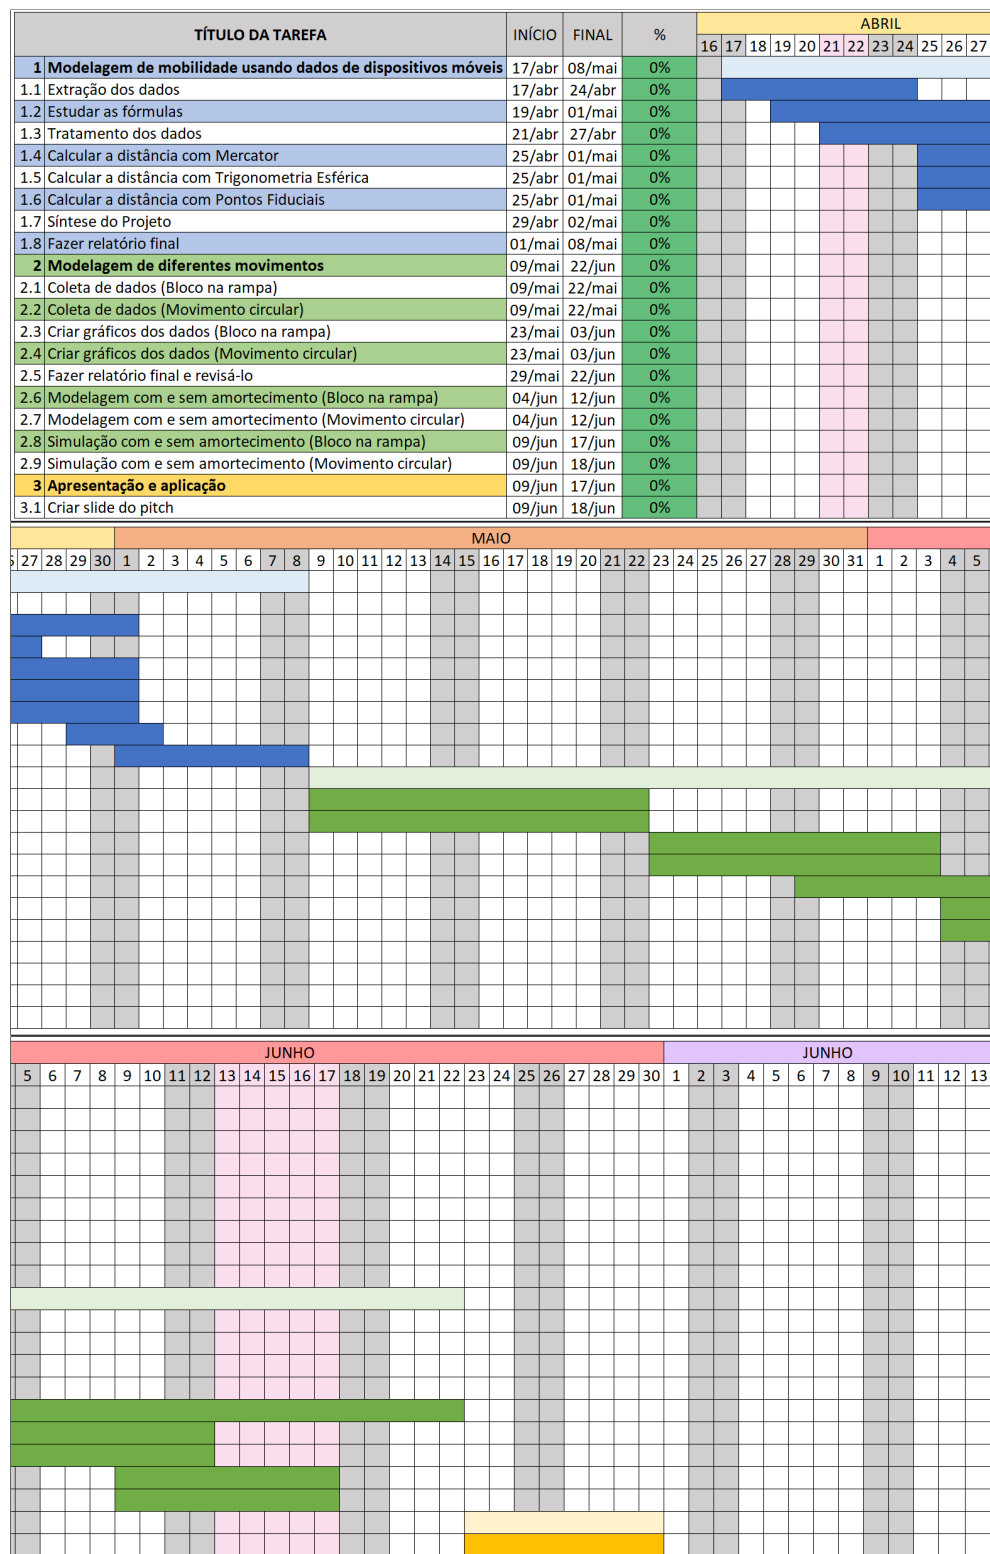 TÍTULO DA TAREFA INÍCIO FINAL % ABRIL
16 17 18 19 20 21 22 23 24 25 26 27
1 Modelagem de mobilidade usando dados de dispositivos móveis 17/abr 08/mai 0%
1.1 Extração dos dados 17/abr 24/abr 0%
1.2 Estudar as fórmulas 19/abr 01/mai 0%
1.3 Tratamento dos dados 21/abr 27/abr 0%
1.4 Calcular a distância com Mercator 25/abr 01/mai 0%
1.5 Calcular a distância com Trigonometria Esférica 25/abr 01/mai 0%
1.6 Calcular a distância com Pontos Fiduciais 25/abr 01/mai 0%
1.7 Síntese do Projeto 29/abr 02/mai 0%
1.8 Fazer relatório final 01/mai 08/mai 0%
2 Modelagem de diferentes movimentos 09/mai 22/jun 0%
2.1 Coleta de dados (Bloco na rampa) 09/mai 22/mai 0%
2.2 Coleta de dados (Movimento circular) 09/mai 22/mai 0%
2.3 Criar gráficos dos dados (Bloco na rampa) 23/mai 03/jun 0%
2.4 Criar gráficos dos dados (Movimento circular) 23/mai 03/jun 0%
2.5 Fazer relatório final e revisá-lo 29/mai 22/jun 0%
2.6 Modelagem com e sem amortecimento (Bloco na rampa) 04/jun 12/jun 0%
2.7 Modelagem com e sem amortecimento (Movimento circular) 04/jun 12/jun 0%
2.8 Simulação com e sem amortecimento (Bloco na rampa) 09/jun 17/jun 0%
2.9 Simulação com e sem amortecimento (Movimento circular) 09/jun 18/jun 0%
3 Apresentação e aplicação 09/jun 17/jun 0%
3.1 Criar slide do pitch 09/jun 18/jun 0%
MAIO
27 28 29 30 1 2 3 4 5 6 7 8 9 10 11 12 13 14 15 16 17 18 19 20 21 22 23 24 25 26 27 28 29 30 31 1 2 3 4 5
JUNHO JUNHO
5 6 7 8 9 10 11 12 13 14 15 16 17 18 19 20 21 22 23 24 25 26 27 28 29 30 1 2 3 4 5 6 7 8 9 10 11 12 13